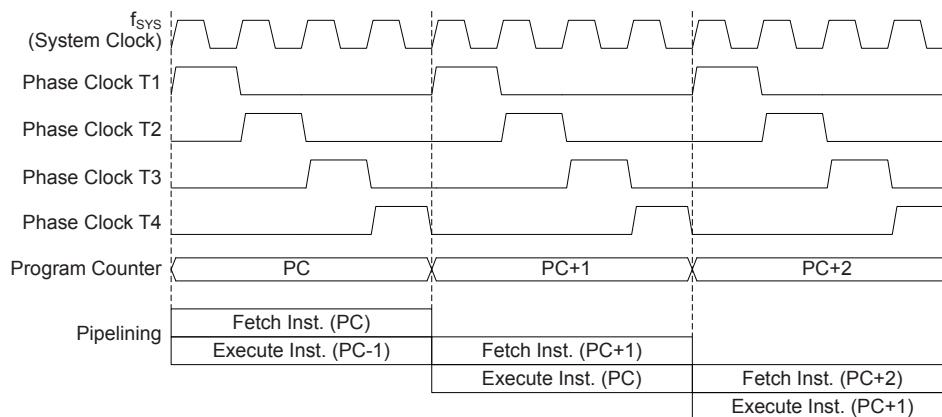 fSYS
(System Clock)
Phase Clock T1
Phase Clock T2
Phase Clock T3
Phase Clock T4
Program Counter PC PC+1 PC+2
Pipelining
Fetch Inst. (PC)
Execute Inst. (PC-1) Fetch Inst. (PC+1)
Execute Inst. (PC) Fetch Inst. (PC+2)
Execute Inst. (PC+1)